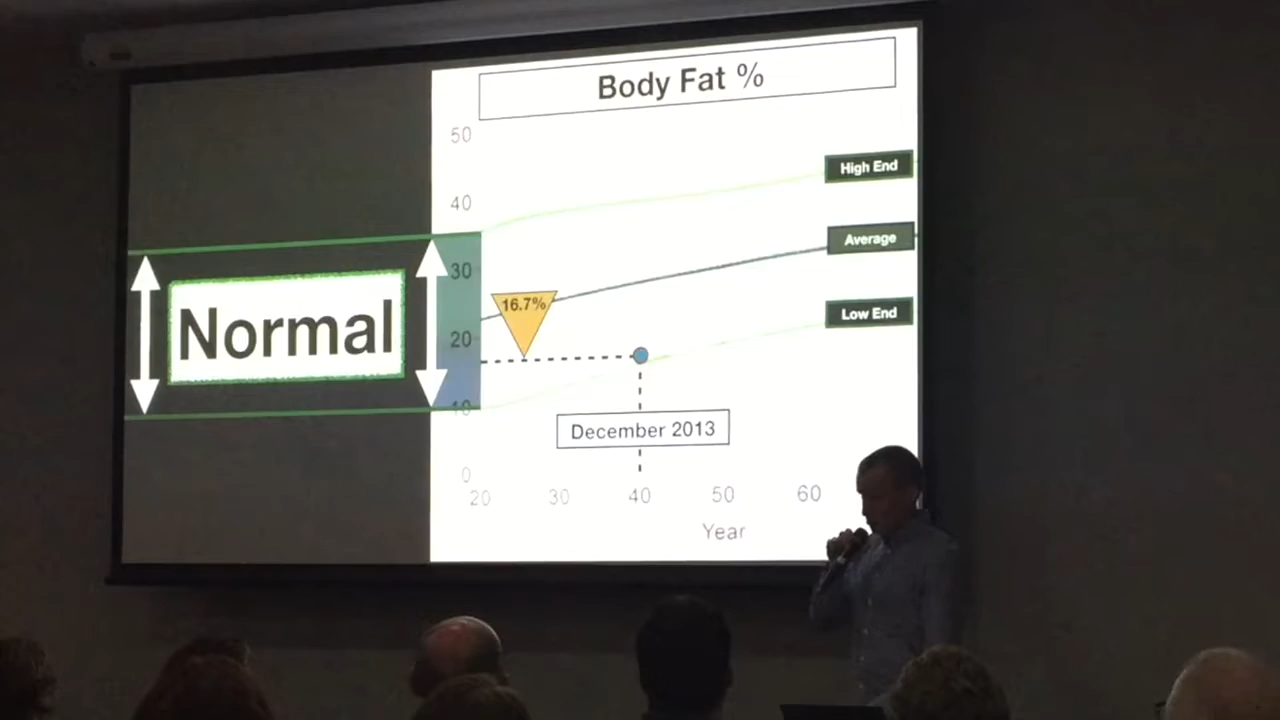 Body Fat %
50
High End
40
Average
30
16.7%
Normal
Low End
20
10
December 2013
0
20 30 40 50 60
Year